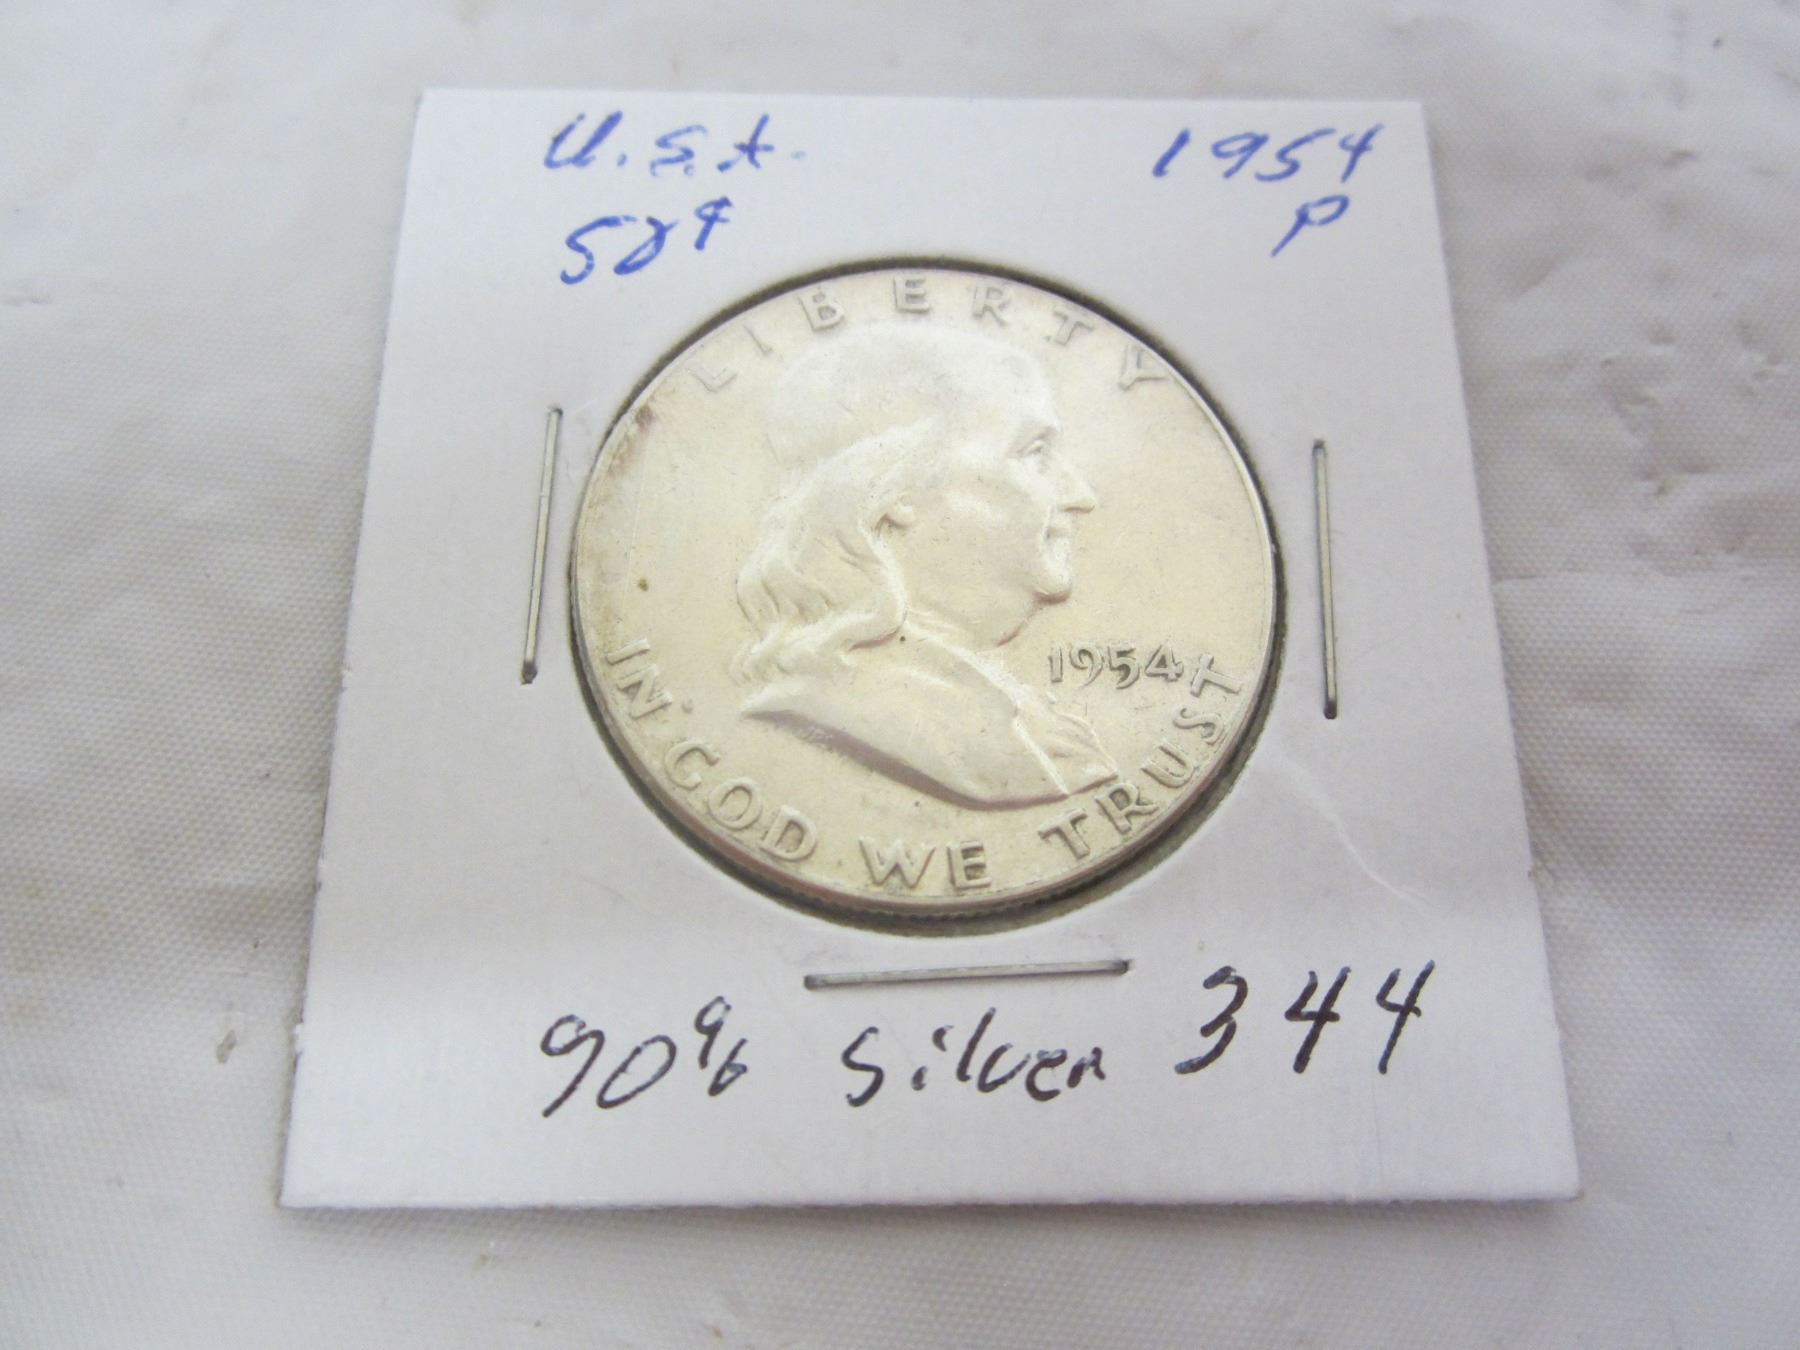 U.S.A. 1954
50¢ P
LIBERTY
1954
IN GOD WE TRUST
90% Silver 344